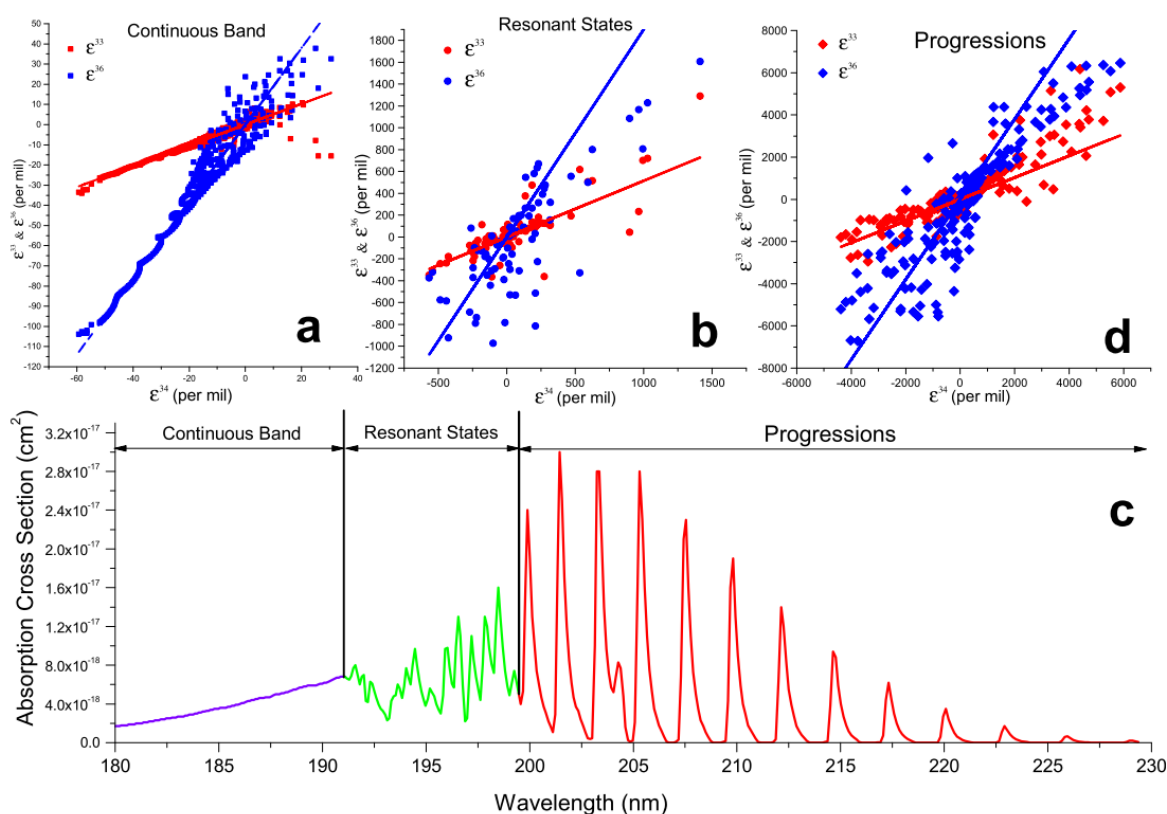 Continuous Band
ε³³
ε³⁶
50
40
30
20
10
0
-10
-20
-30
-40
-50
-60
-70
-80
-90
-100
-110
-120
ε³³ & ε³⁶ (per mil)
-60 -40 -20 0 20 40
ε³⁴ (per mil)
a
Resonant States
ε³³
ε³⁶
1800
1600
1400
1200
1000
800
600
400
200
0
-200
-400
-600
-800
-1000
-1200
ε³³ & ε³⁶ (per mil)
-500 -250 0 250 500 750 1000 1250 1500
ε³⁴ (per mil)
b
Progressions
ε³³
ε³⁶
8000
6000
4000
2000
0
-2000
-4000
-6000
-8000
ε³³ & ε³⁶ (per mil)
-6000 -4000 -2000 0 2000 4000 6000
ε³⁴ (per mil)
d
Continuous Band Resonant States Progressions
c
3.2x10⁻¹⁷
2.8x10⁻¹⁷
2.4x10⁻¹⁷
2.0x10⁻¹⁷
1.6x10⁻¹⁷
1.2x10⁻¹⁷
8.0x10⁻¹⁸
4.0x10⁻¹⁸
0.0
Absorption Cross Section (cm²)
180 185 190 195 200 205 210 215 220 225 230
Wavelength (nm)